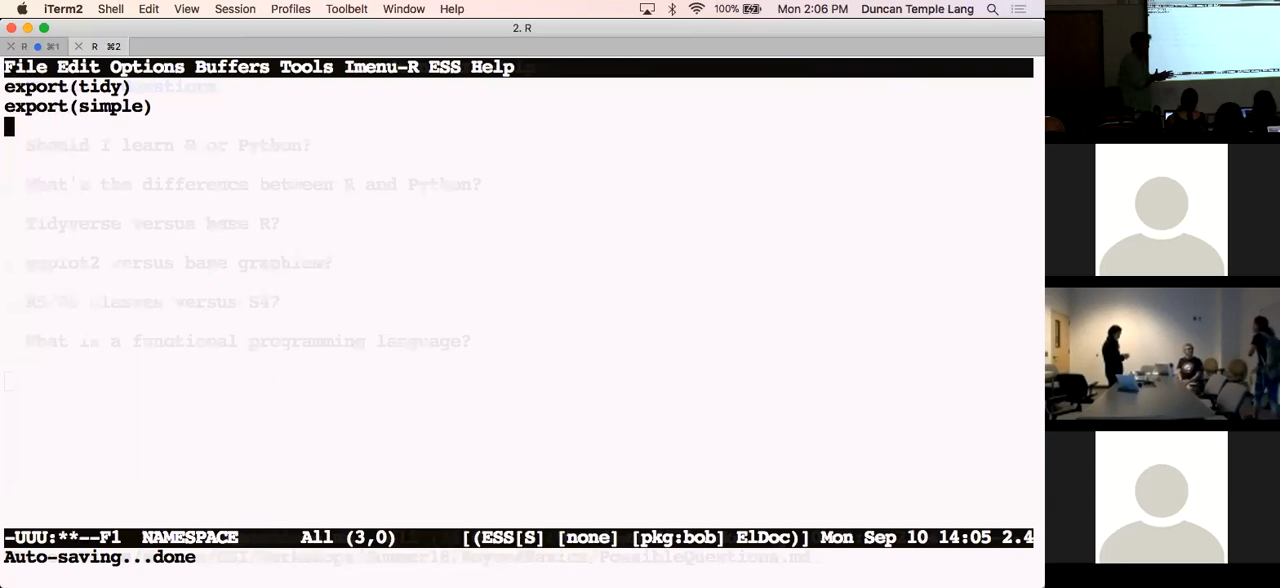 iTerm2 Shell Edit View Session Profiles Toolbelt Window Help 100% Mon 2:06 PM Duncan Temple Lang
2. R
R ⌘1 R ⌘2
File Edit Options Buffers Tools Imenu-R ESS Help
export(tidy)
export(simple)
Should I learn R or Python?
What's the difference between R and Python?
Tidyverse versus base R?
ggplot2 versus base graphics?
classes versus S4?
What is a functional programming language?
-UUU:**--F1 NAMESPACE All (3,0) [(ESS[S] [none] [pkg:bob] ElDoc)] Mon Sep 10 14:05 2.4
Auto-saving...done